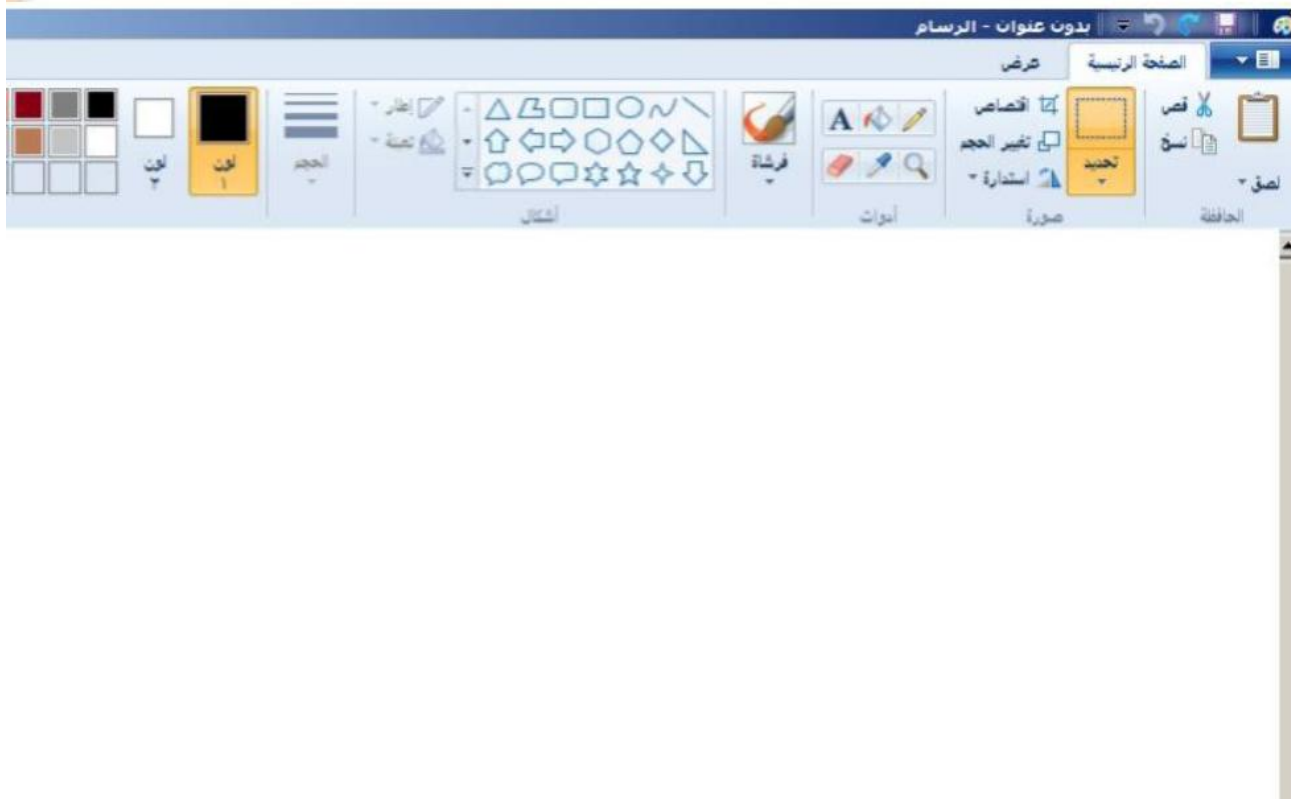 بدون عنوان - الرسام
الصفحة الرئيسية
عرض
لصق
قص
نسخ
الحافظة
تحديد
اقتصاص
تغيير الحجم
استدارة
صورة
A
أدوات
فرشاة
إطار
تعبئة
أشكال
الحجم
لون
١
لون
٢